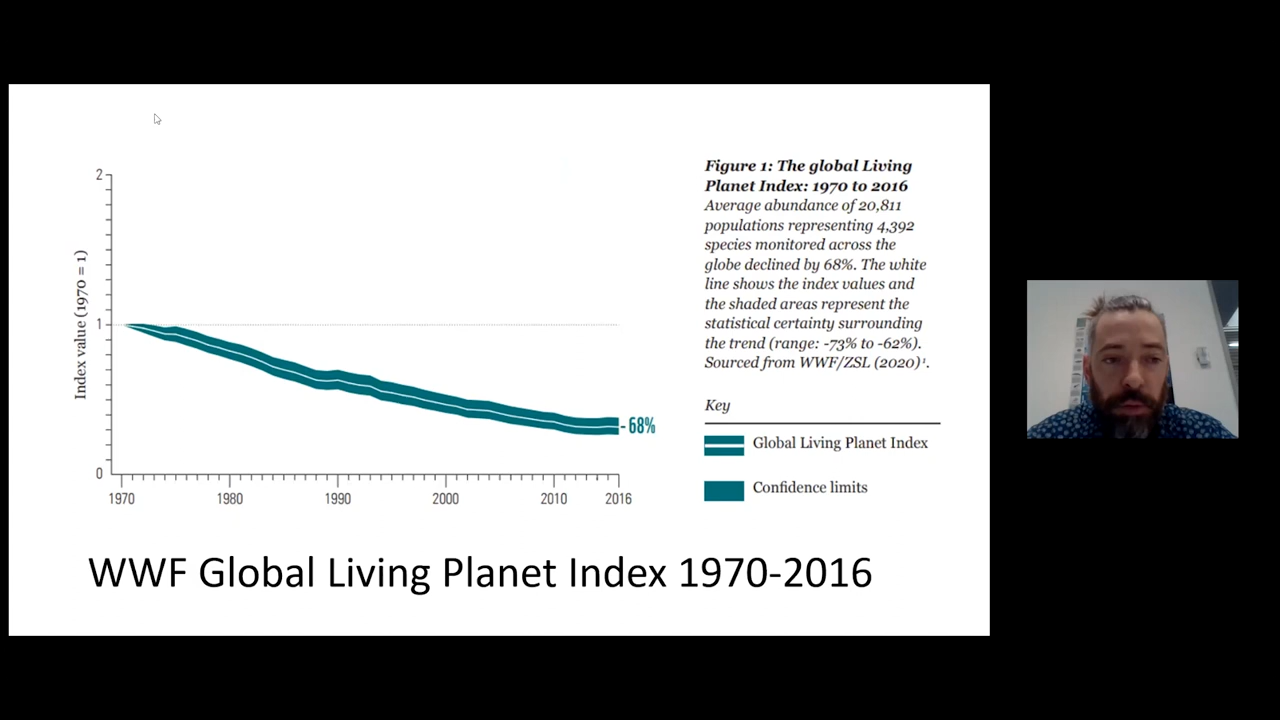 2
1
0
Index value (1970 = 1)
1970
1980
1990
2000
2010
2016
-68%
Figure 1: The global Living
Planet Index: 1970 to 2016
Average abundance of 20,811
populations representing 4,392
species monitored across the
globe declined by 68%. The white
line shows the index values and
the shaded areas represent the
statistical certainty surrounding
the trend (range: -73% to -62%).
Sourced from WWF/ZSL (2020)¹.
Key
Global Living Planet Index
Confidence limits
WWF Global Living Planet Index 1970-2016